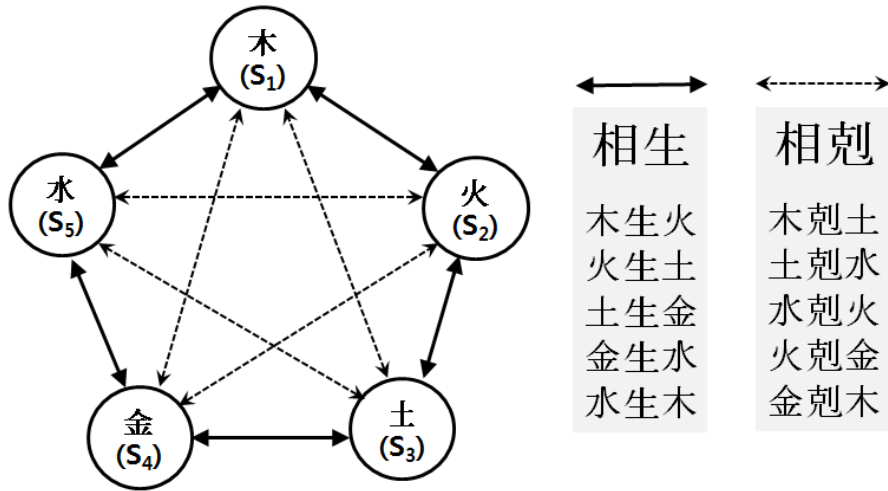 木
(S₁)
水
(S₅)
火
(S₂)
金
(S₄)
土
(S₃)
相生
木生火
火生土
土生金
金生水
水生木
相剋
木剋土
土剋水
水剋火
火剋金
金剋木